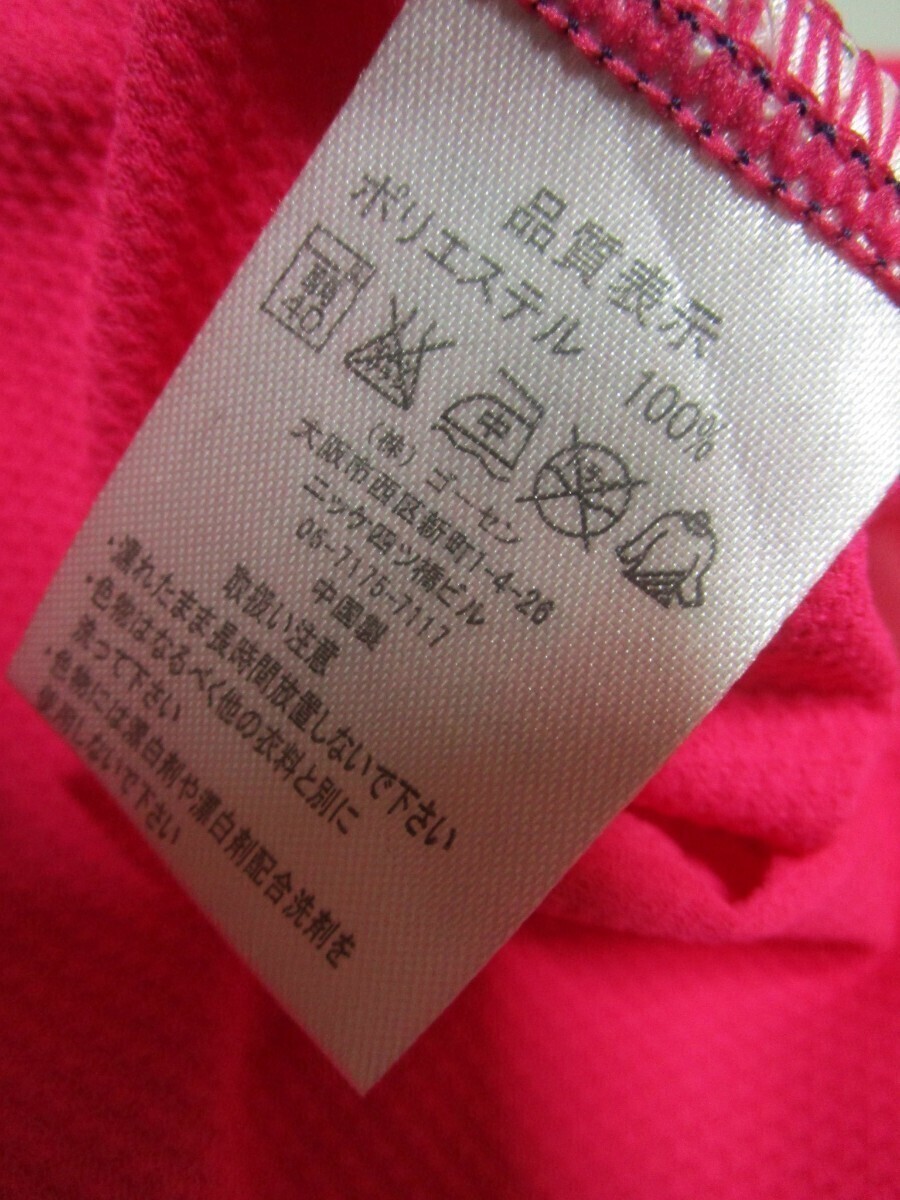 品質表示
ポリエステル 100%
弱
40
中
(株) ゴーセン
大阪市西区新町1-4-26
ニッケ四ツ橋ビル
06-7175-7117
中国製
取扱い注意
・濡れたまま長時間放置しないで下さい
・色物はなるべく他の衣料と別に
洗って下さい
・色物には漂白剤や漂白剤配合洗剤を
使用しないで下さい